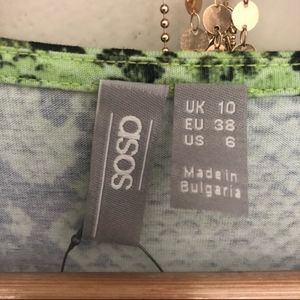 asos
UK 10
EU 38
US 6
Made in
Bulgaria